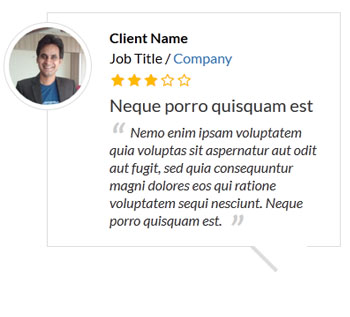 Client Name
Job Title / Company
Neque porro quisquam est
“ Nemo enim ipsam voluptatem
quia voluptas sit aspernatur aut odit
aut fugit, sed quia consequuntur
magni dolores eos qui ratione
voluptatem sequi nesciunt. Neque
porro quisquam est. ”